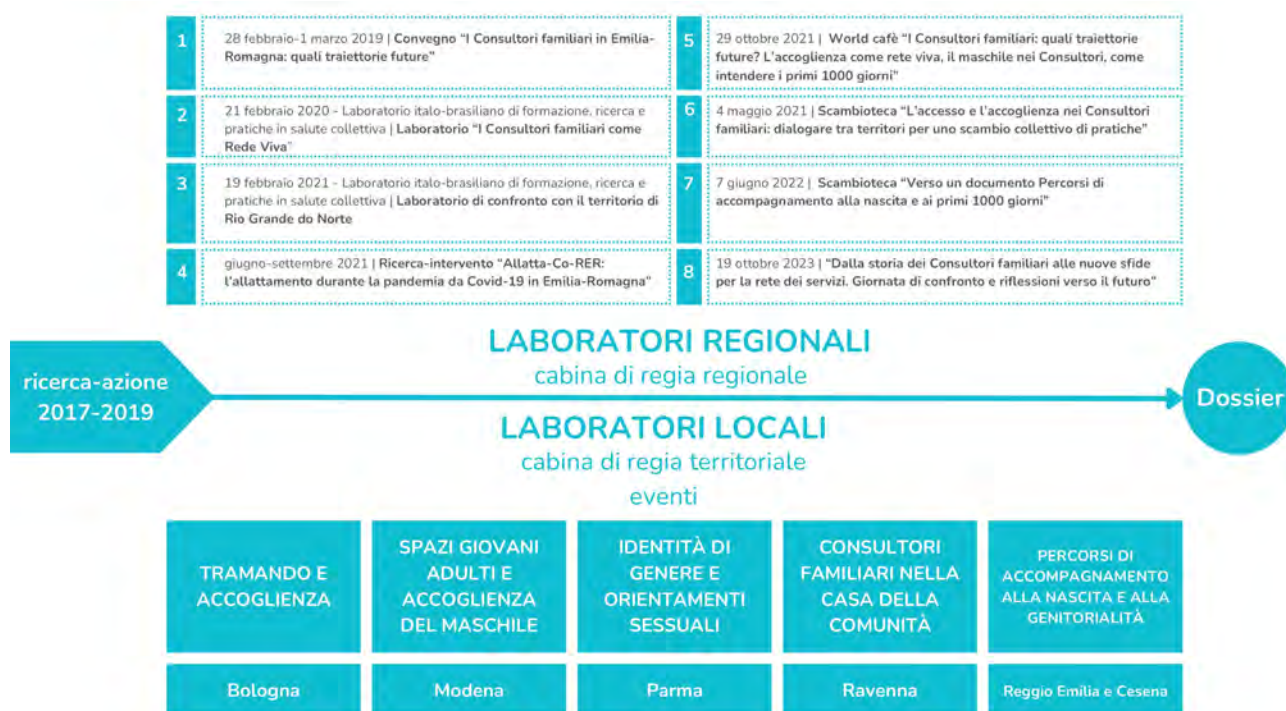 1
28 febbraio-1 marzo 2019 | Convegno “I Consultori familiari in Emilia-
Romagna: quali traiettorie future”
2
21 febbraio 2020 - Laboratorio italo-brasiliano di formazione, ricerca e
pratiche in salute collettiva | Laboratorio “I Consultori familiari come
Rede Viva”
3
19 febbraio 2021 - Laboratorio italo-brasiliano di formazione, ricerca e
pratiche in salute collettiva | Laboratorio di confronto con il territorio di
Rio Grande do Norte
4
giugno-settembre 2021 | Ricerca-intervento “Allatta-Co-RER:
l’allattamento durante la pandemia da Covid-19 in Emilia-Romagna”
5
29 ottobre 2021 | World cafè “I Consultori familiari: quali traiettorie
future? L’accoglienza come rete viva, il maschile nei Consultori, come
intendere i primi 1000 giorni”
6
4 maggio 2021 | Scambioteca “L’accesso e l’accoglienza nei Consultori
familiari: dialogare tra territori per uno scambio collettivo di pratiche”
7
7 giugno 2022 | Scambioteca “Verso un documento Percorsi di
accompagnamento alla nascita e ai primi 1000 giorni”
8
19 ottobre 2023 | “Dalla storia dei Consultori familiari alle nuove sfide
per la rete dei servizi. Giornata di confronto e riflessioni verso il futuro”
ricerca-azione
2017-2019
LABORATORI REGIONALI
cabina di regia regionale
Dossier
LABORATORI LOCALI
cabina di regia territoriale
eventi
TRAMANDO E
ACCOGLIENZA
SPAZI GIOVANI
ADULTI E
ACCOGLIENZA
DEL MASCHILE
IDENTITÀ DI
GENERE E
ORIENTAMENTI
SESSUALI
CONSULTORI
FAMILIARI NELLA
CASA DELLA
COMUNITÀ
PERCORSI DI
ACCOMPAGNAMENTO
ALLA NASCITA E ALLA
GENITORIALITÀ
Bologna
Modena
Parma
Ravenna
Reggio Emilia e Cesena